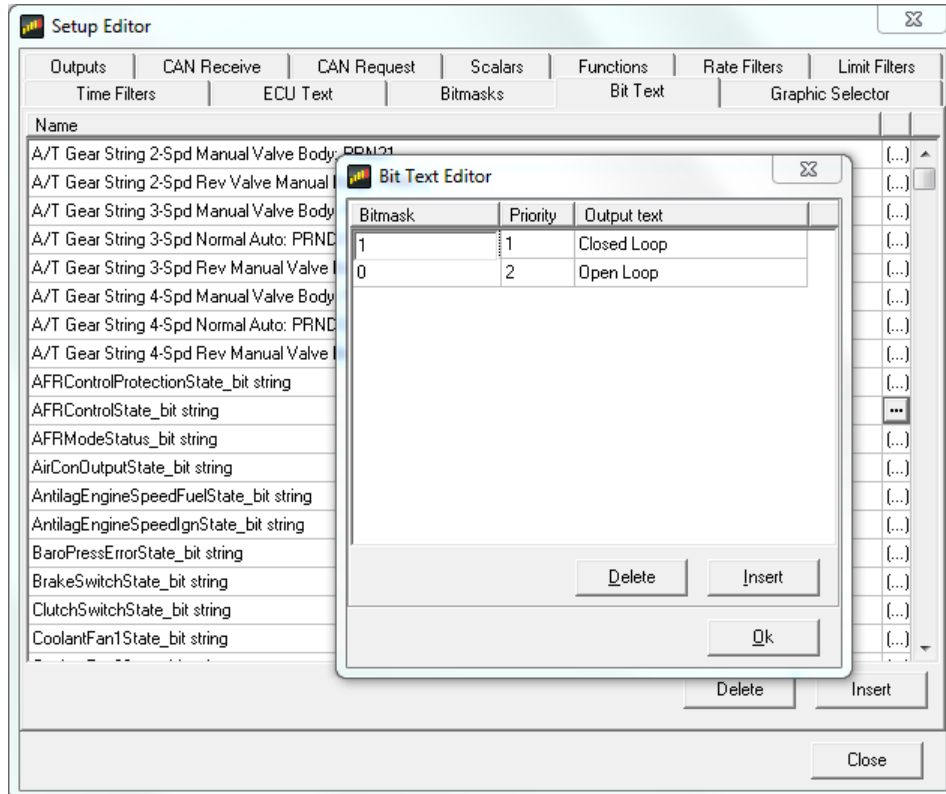 Setup Editor
Outputs CAN Receive CAN Request Scalars Functions Rate Filters Limit Filters
Time Filters ECU Text Bitmasks Bit Text Graphic Selector
Name
A/T Gear String 2-Spd Manual Valve Body: PRN21 (...)
A/T Gear String 2-Spd Rev Valve Manual (...)
A/T Gear String 3-Spd Manual Valve Body (...)
A/T Gear String 3-Spd Normal Auto: PRND (...)
A/T Gear String 3-Spd Rev Manual Valve (...)
A/T Gear String 4-Spd Manual Valve Body (...)
A/T Gear String 4-Spd Normal Auto: PRND (...)
A/T Gear String 4-Spd Rev Manual Valve (...)
AFRControlProtectionState_bit string (...)
AFRControlState_bit string ...
AFRModeStatus_bit string (...)
AirConOutputState_bit string (...)
AntilagEngineSpeedFuelState_bit string (...)
AntilagEngineSpeedIgnState_bit string (...)
BaroPressErrorState_bit string (...)
BrakeSwitchState_bit string (...)
ClutchSwitchState_bit string (...)
CoolantFan1State_bit string (...)
Bit Text Editor
Bitmask Priority Output text
1 1 Closed Loop
0 2 Open Loop
Delete Insert
Ok
Delete Insert
Close